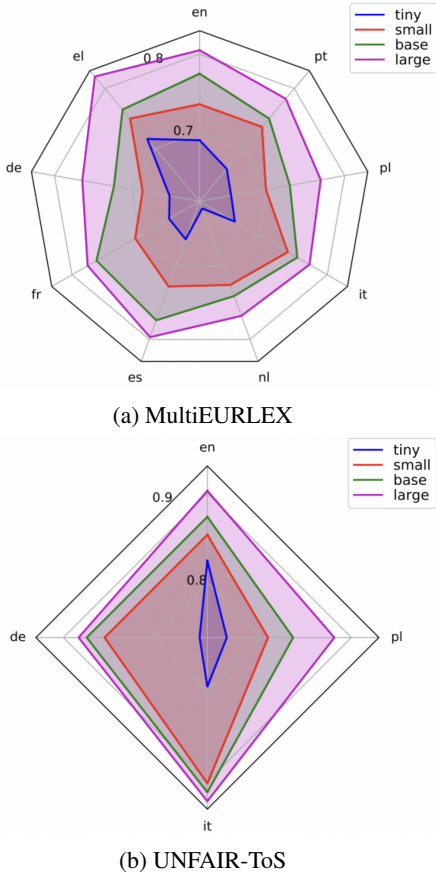 en
tiny
small
base
large
el
0.8
pt
0.7
de
pl
fr
it
es
nl
(a) MultiEURLEX
en
tiny
small
base
large
0.9
0.8
de
pl
it
(b) UNFAIR-ToS